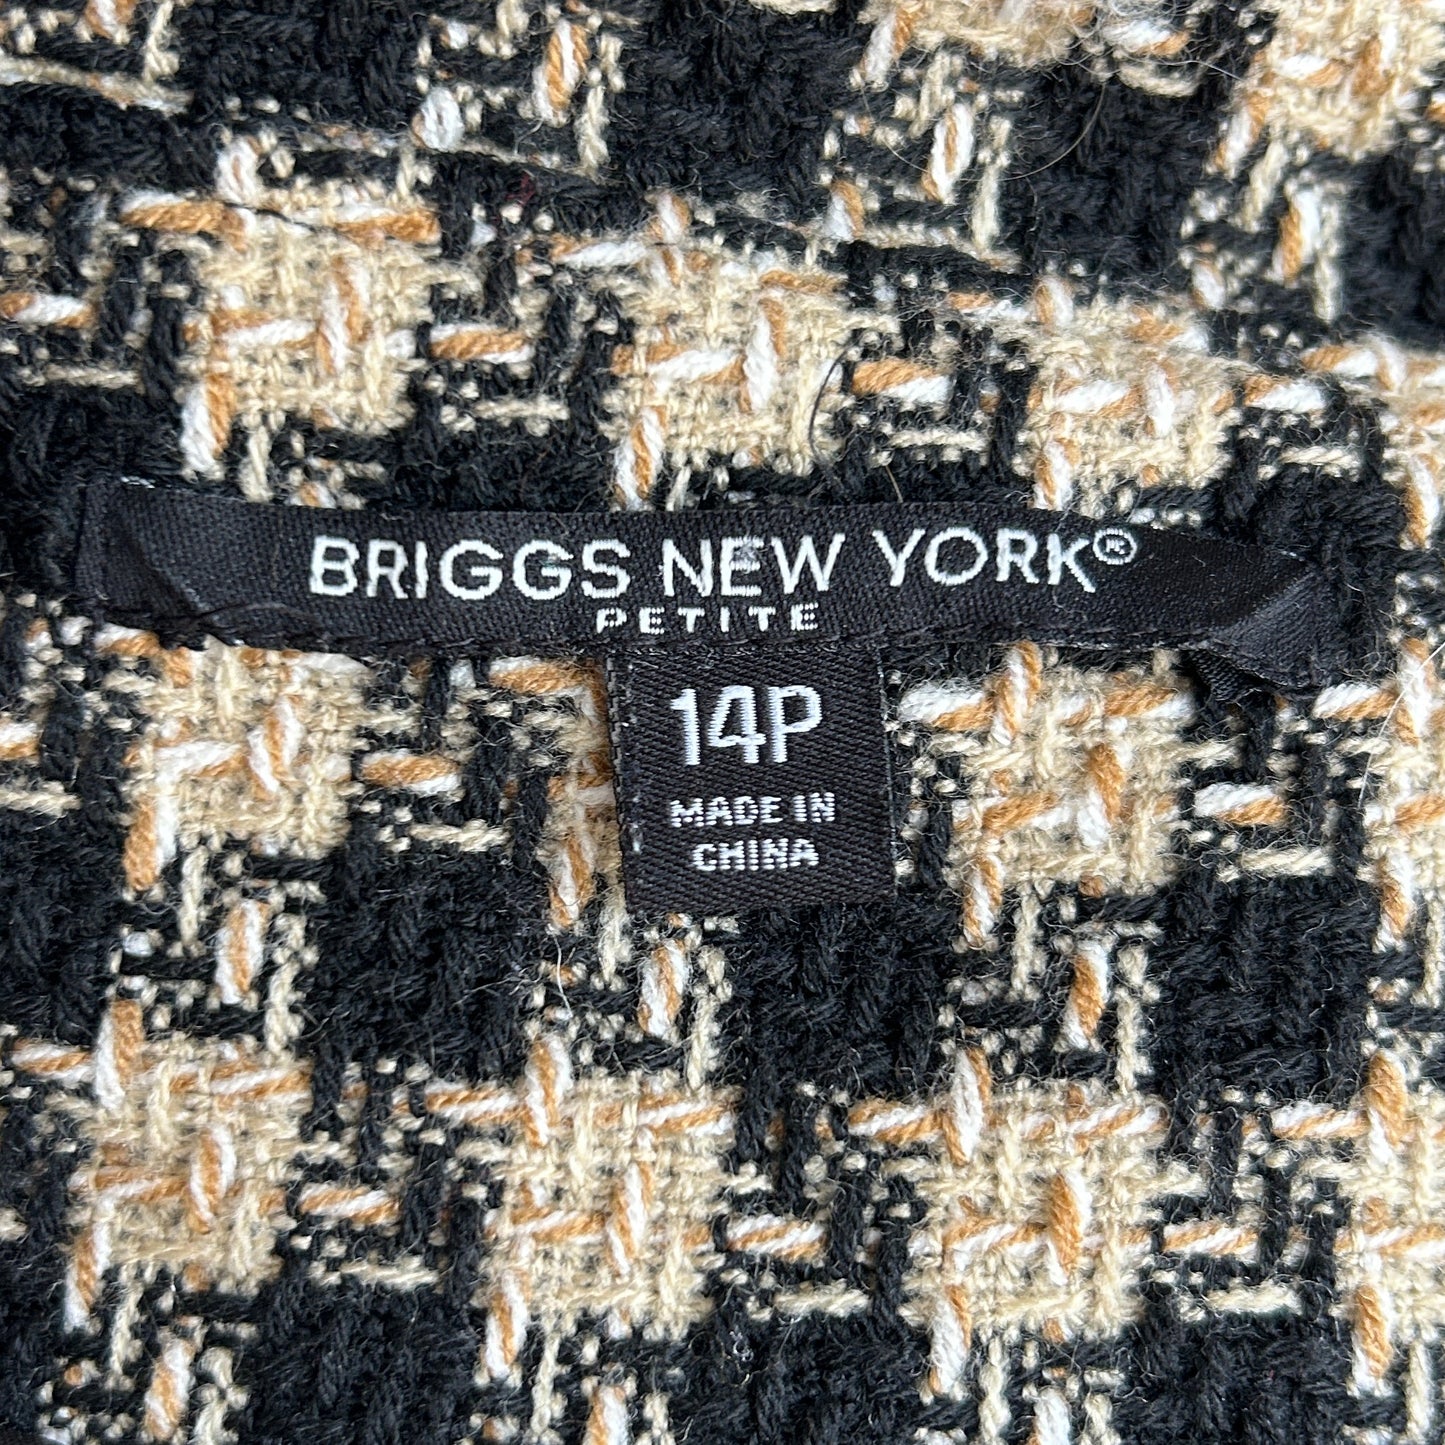 BRIGGS NEW YORK®
PETITE
14P
MADE IN
CHINA